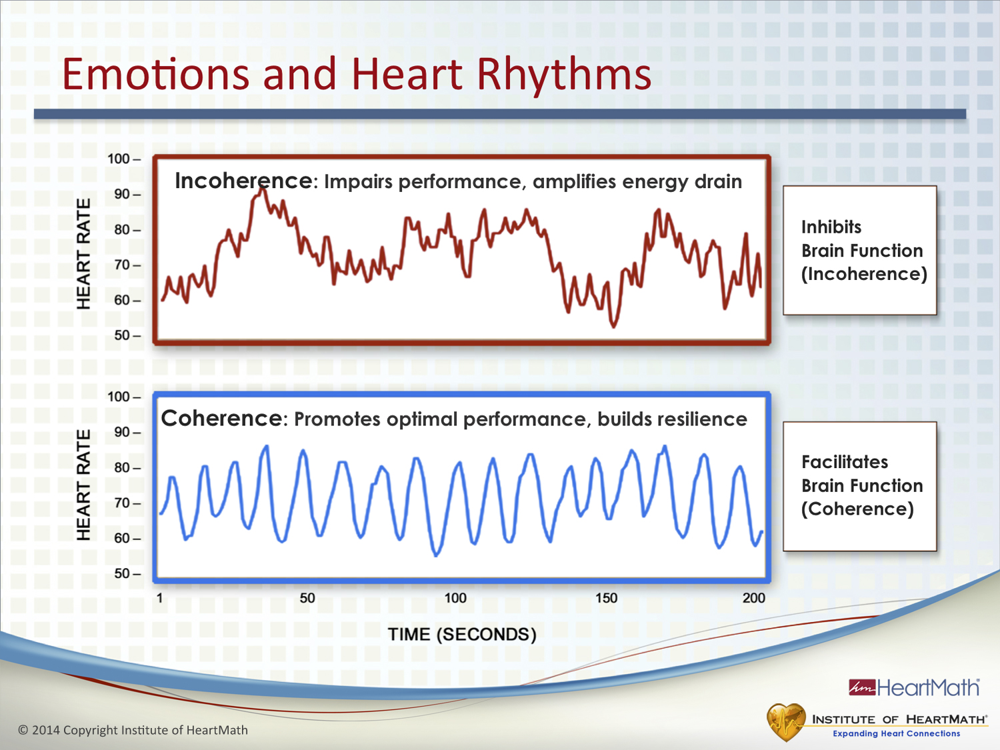 Emotions and Heart Rhythms
100
90
80
70
60
50
HEART RATE
Incoherence: Impairs performance, amplifies energy drain
Inhibits
Brain Function
(Incoherence)
100
90
80
70
60
50
HEART RATE
Coherence: Promotes optimal performance, builds resilience
Facilitates
Brain Function
(Coherence)
1 50 100 150 200
TIME (SECONDS)
hm HeartMath®
INSTITUTE OF HEARTMATH®
Expanding Heart Connections
© 2014 Copyright Institute of HeartMath